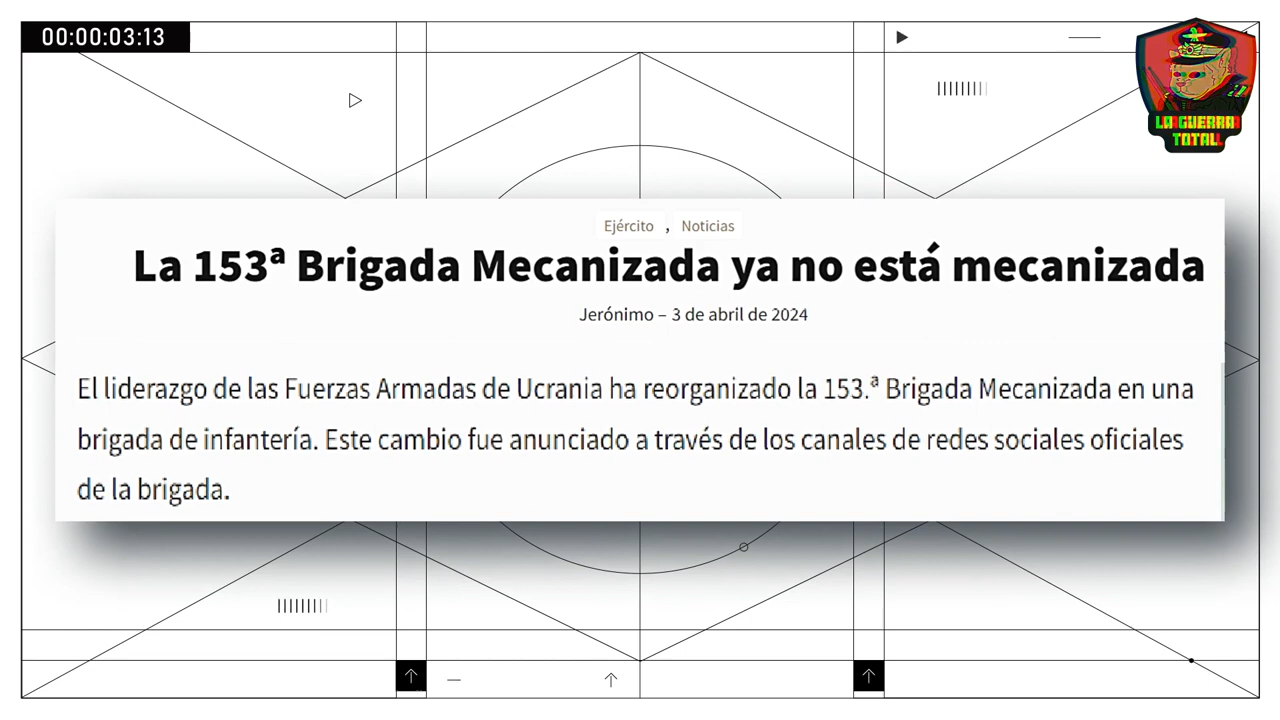 00:00:03:13
LA GUERRA
TOTAL
Ejército , Noticias
La 153ª Brigada Mecanizada ya no está mecanizada
Jerónimo – 3 de abril de 2024
El liderazgo de las Fuerzas Armadas de Ucrania ha reorganizado la 153.ª Brigada Mecanizada en una
brigada de infantería. Este cambio fue anunciado a través de los canales de redes sociales oficiales
de la brigada.